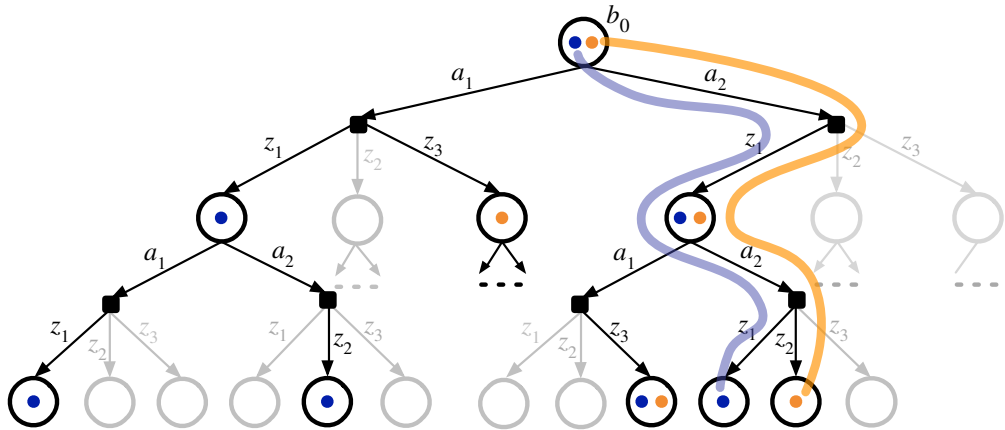 b₀
a₁ a₂
z₁ z₂ z₃ z₁ z₂ z₃
a₁ a₂ a₁ a₂
z₁ z₂ z₃ z₁ z₂ z₃ z₁ z₂ z₃ z₁ z₂ z₃